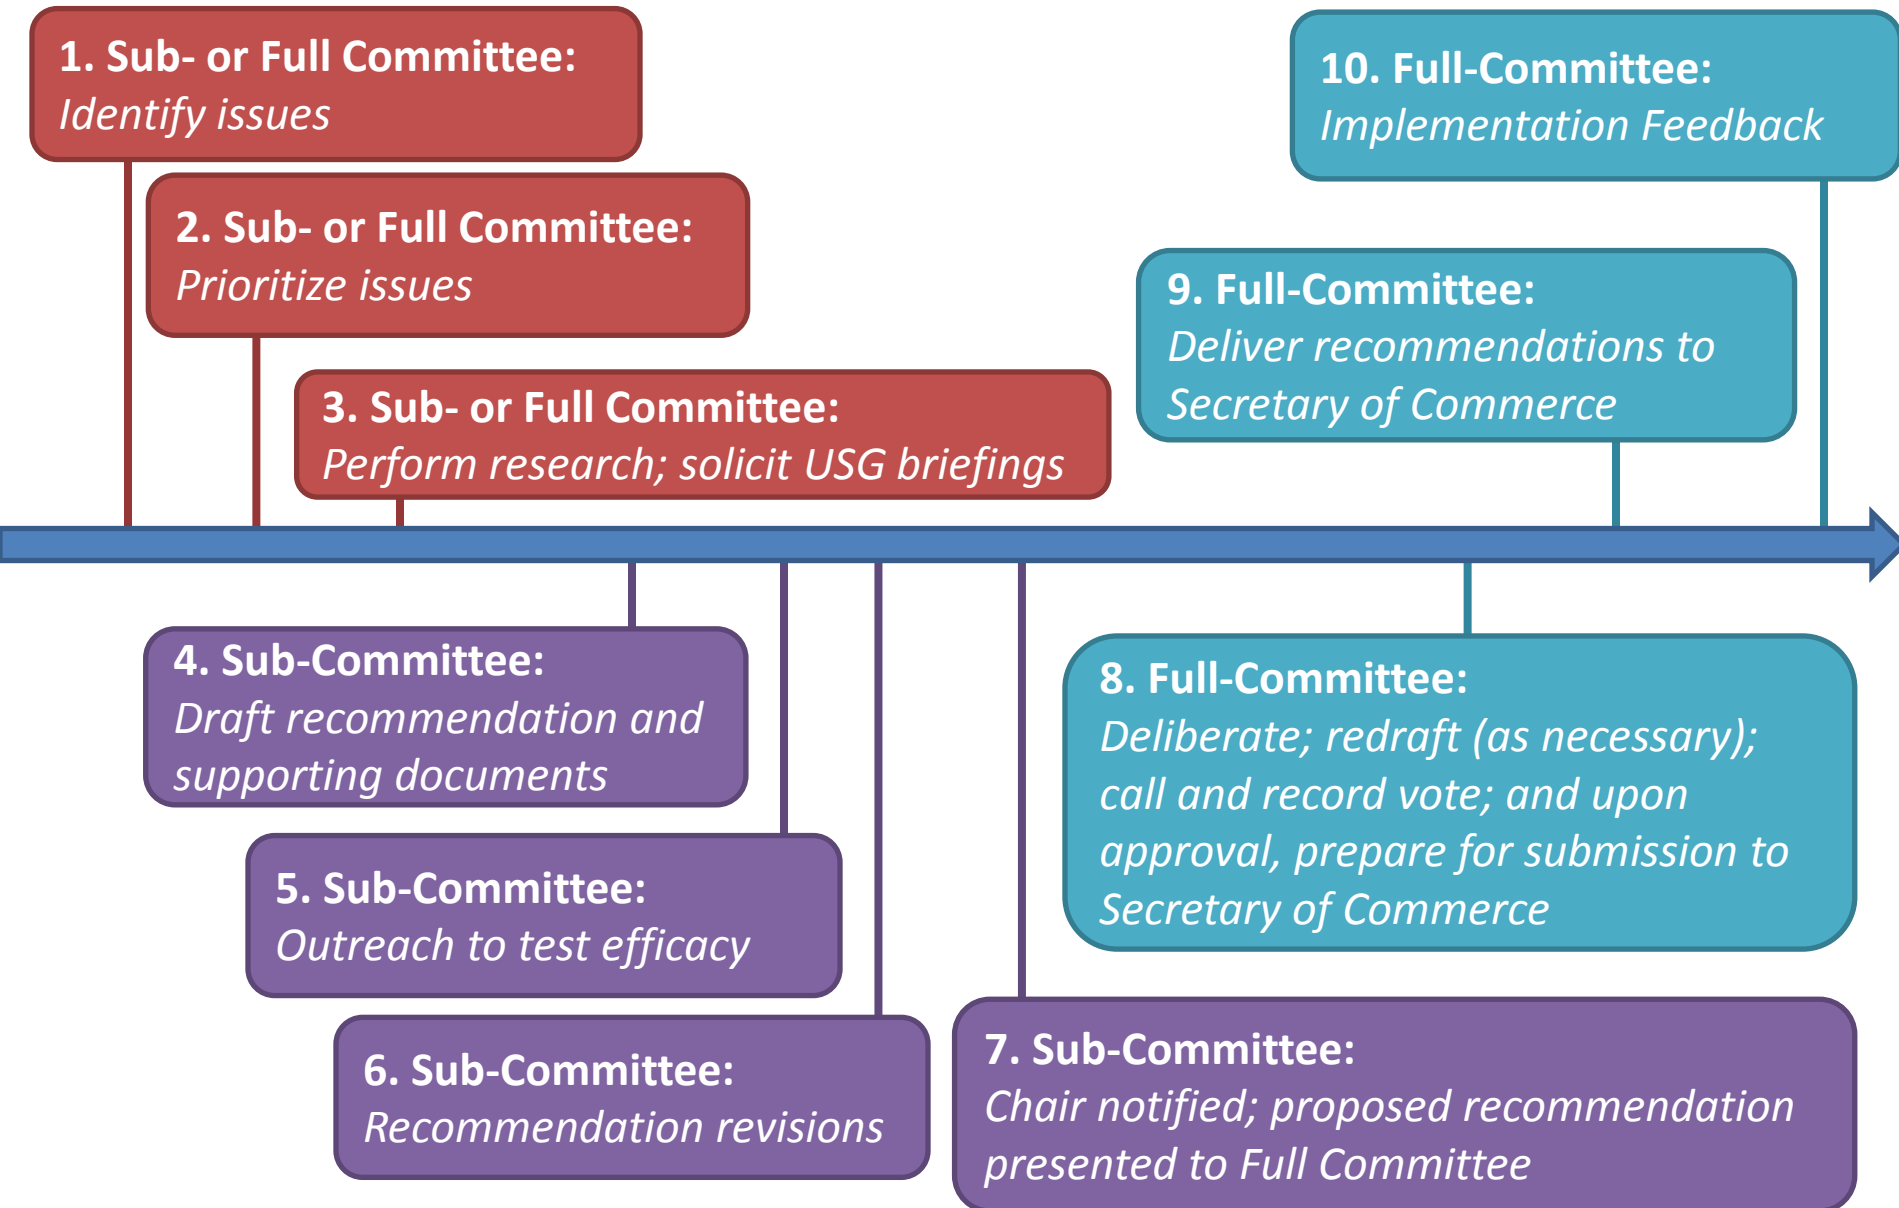 1. Sub- or Full Committee:
Identify issues
2. Sub- or Full Committee:
Prioritize issues
3. Sub- or Full Committee:
Perform research; solicit USG briefings
4. Sub-Committee:
Draft recommendation and
supporting documents
5. Sub-Committee:
Outreach to test efficacy
6. Sub-Committee:
Recommendation revisions
7. Sub-Committee:
Chair notified; proposed recommendation
presented to Full Committee
8. Full-Committee:
Deliberate; redraft (as necessary);
call and record vote; and upon
approval, prepare for submission to
Secretary of Commerce
9. Full-Committee:
Deliver recommendations to
Secretary of Commerce
10. Full-Committee:
Implementation Feedback